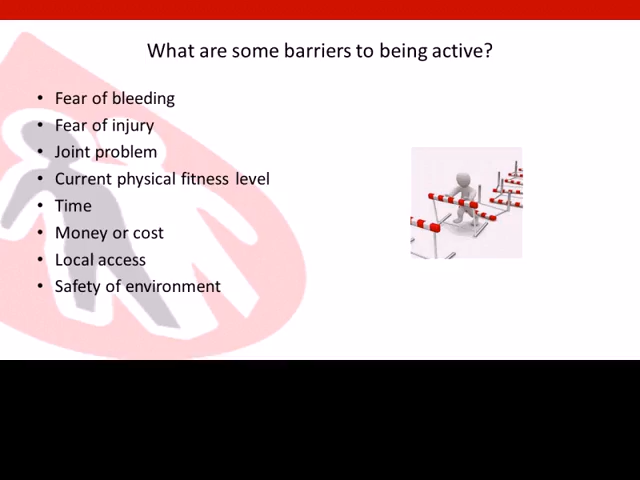 What are some barriers to being active?
• Fear of bleeding
• Fear of injury
• Joint problem
• Current physical fitness level
• Time
• Money or cost
• Local access
• Safety of environment